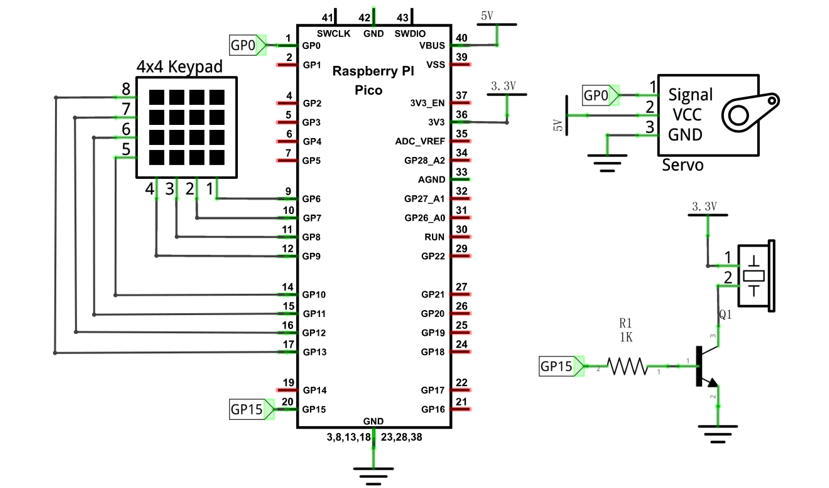 41 42 43
SWCLK GND SWDIO
5V
GP0 1 GP0 VBUS 40
2 GP1 VSS 39
Raspberry PI
Pico
4x4 Keypad
8
7
6
5
4 3 2 1
3.3V
4 GP2 3V3_EN 37
5 GP3 3V3 36
6 GP4 ADC_VREF 35
7 GP5 GP28_A2 34
AGND 33
9 GP6 GP27_A1 32
10 GP7 GP26_A0 31
11 GP8 RUN 30
12 GP9 GP22 29
14 GP10 GP21 27
15 GP11 GP20 26
16 GP12 GP19 25
17 GP13 GP18 24
19 GP14 GP17 22
GP15 20 GP15 GP16 21
GND
3,8,13,18 23,28,38
GP0 1 Signal
5V 2 VCC
3 GND
Servo
3.3V
1
2
Q1
3
R1
1K
GP15 2 1 1
2